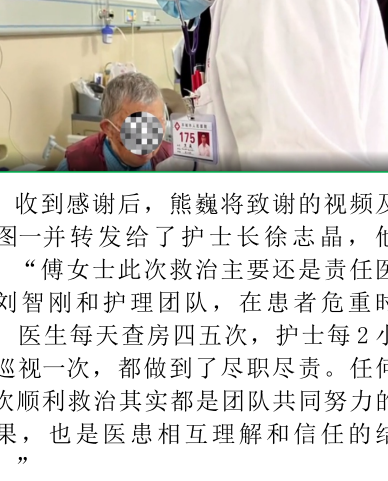 175
收到感谢后，熊巍将致谢的视频及
图一并转发给了护士长徐志晶，他
“傅女士此次救治主要还是责任医
刘智刚和护理团队，在患者危重时
医生每天查房四五次，护士每2小
巡视一次，都做到了尽职尽责。任何
次顺利救治其实都是团队共同努力的
果，也是医患相互理解和信任的结
”